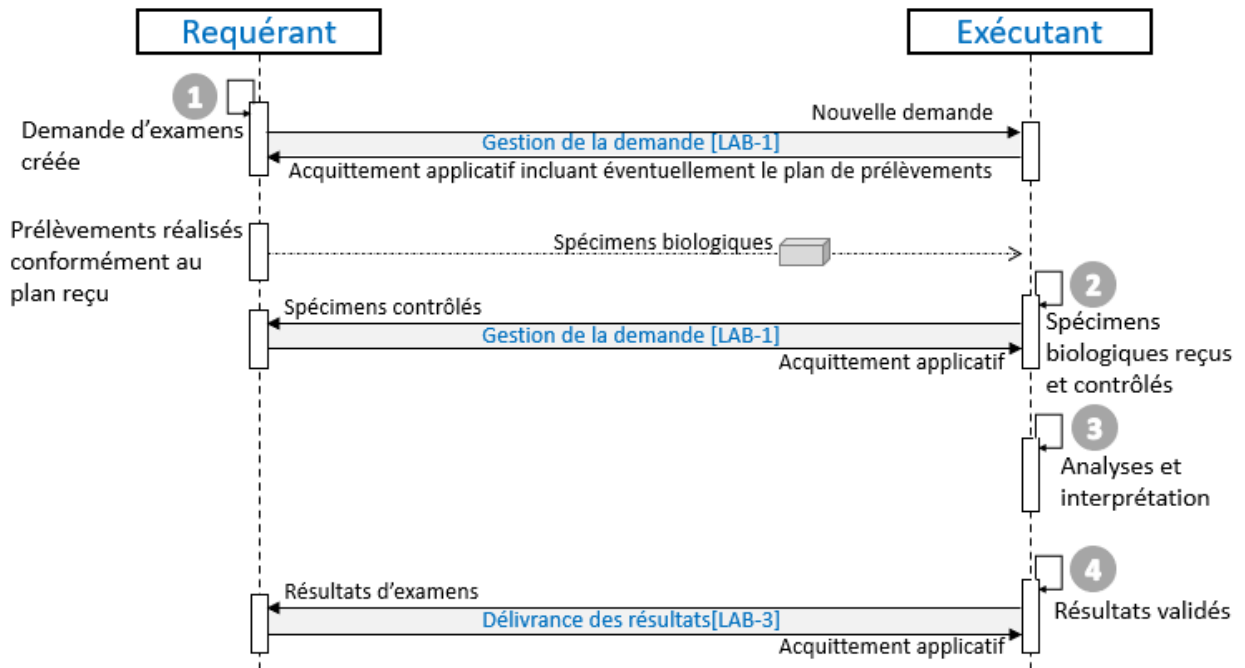 Requérant
Exécutant
1
Demande d'examens
créée
Nouvelle demande
Gestion de la demande [LAB-1]
Acquittement applicatif incluant éventuellement le plan de prélèvements
Prélèvements réalisés
conformément au
plan reçu
Spécimens biologiques
2
Spécimens
biologiques reçus
et contrôlés
Spécimens contrôlés
Gestion de la demande [LAB-1]
Acquittement applicatif
3
Analyses et
interprétation
4
Résultats validés
Résultats d'examens
Délivrance des résultats[LAB-3]
Acquittement applicatif